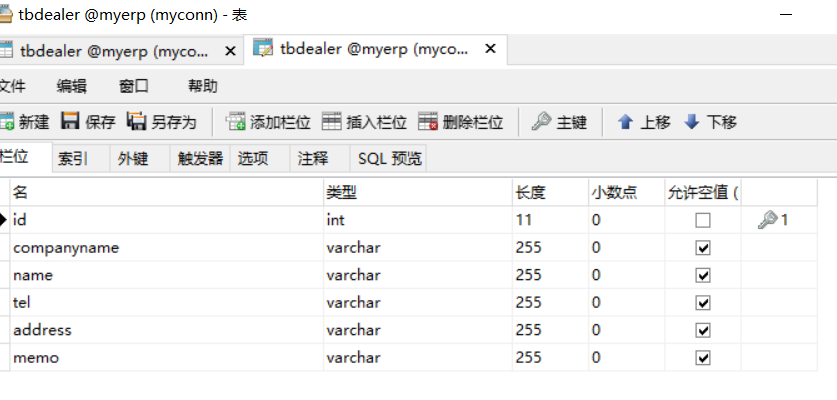 tbdealer @myerp (myconn) - 表
tbdealer @myerp (myco... × tbdealer @myerp (myco... ×
文件 编辑 窗口 帮助
新建 保存 另存为 添加栏位 插入栏位 删除栏位 主键 上移 下移
栏位 索引 外键 触发器 选项 注释 SQL 预览
名 类型 长度 小数点 允许空值 (
id int 11 0 1
companyname varchar 255 0
name varchar 255 0
tel varchar 255 0
address varchar 255 0
memo varchar 255 0